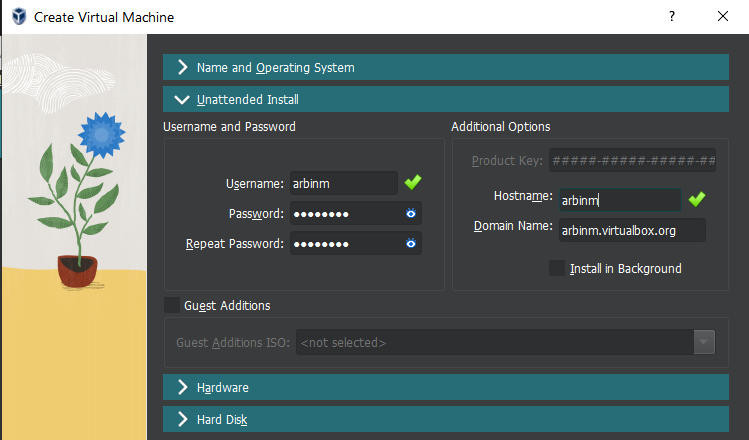 Create Virtual Machine
?
Name and Operating System
Unattended Install
Username and Password
Username: arbinm
Password: ●●●●●●●●
Repeat Password: ●●●●●●●●
Additional Options
Product Key: #####-#####-#####-##
Hostname: arbinm
Domain Name: arbinm.virtualbox.org
Install in Background
Guest Additions
Guest Additions ISO: <not selected>
Hardware
Hard Disk